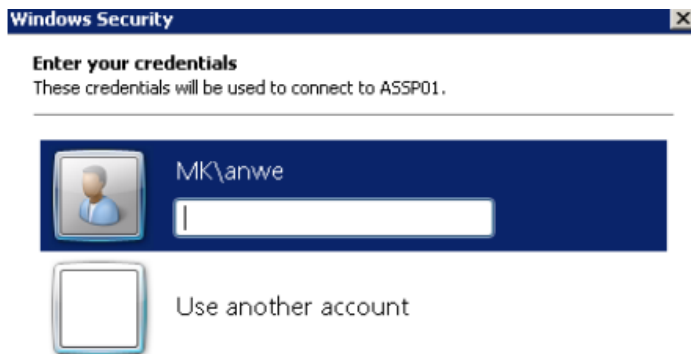 Windows Security
Enter your credentials
These credentials will be used to connect to ASSP01.
MK\anwe
Use another account